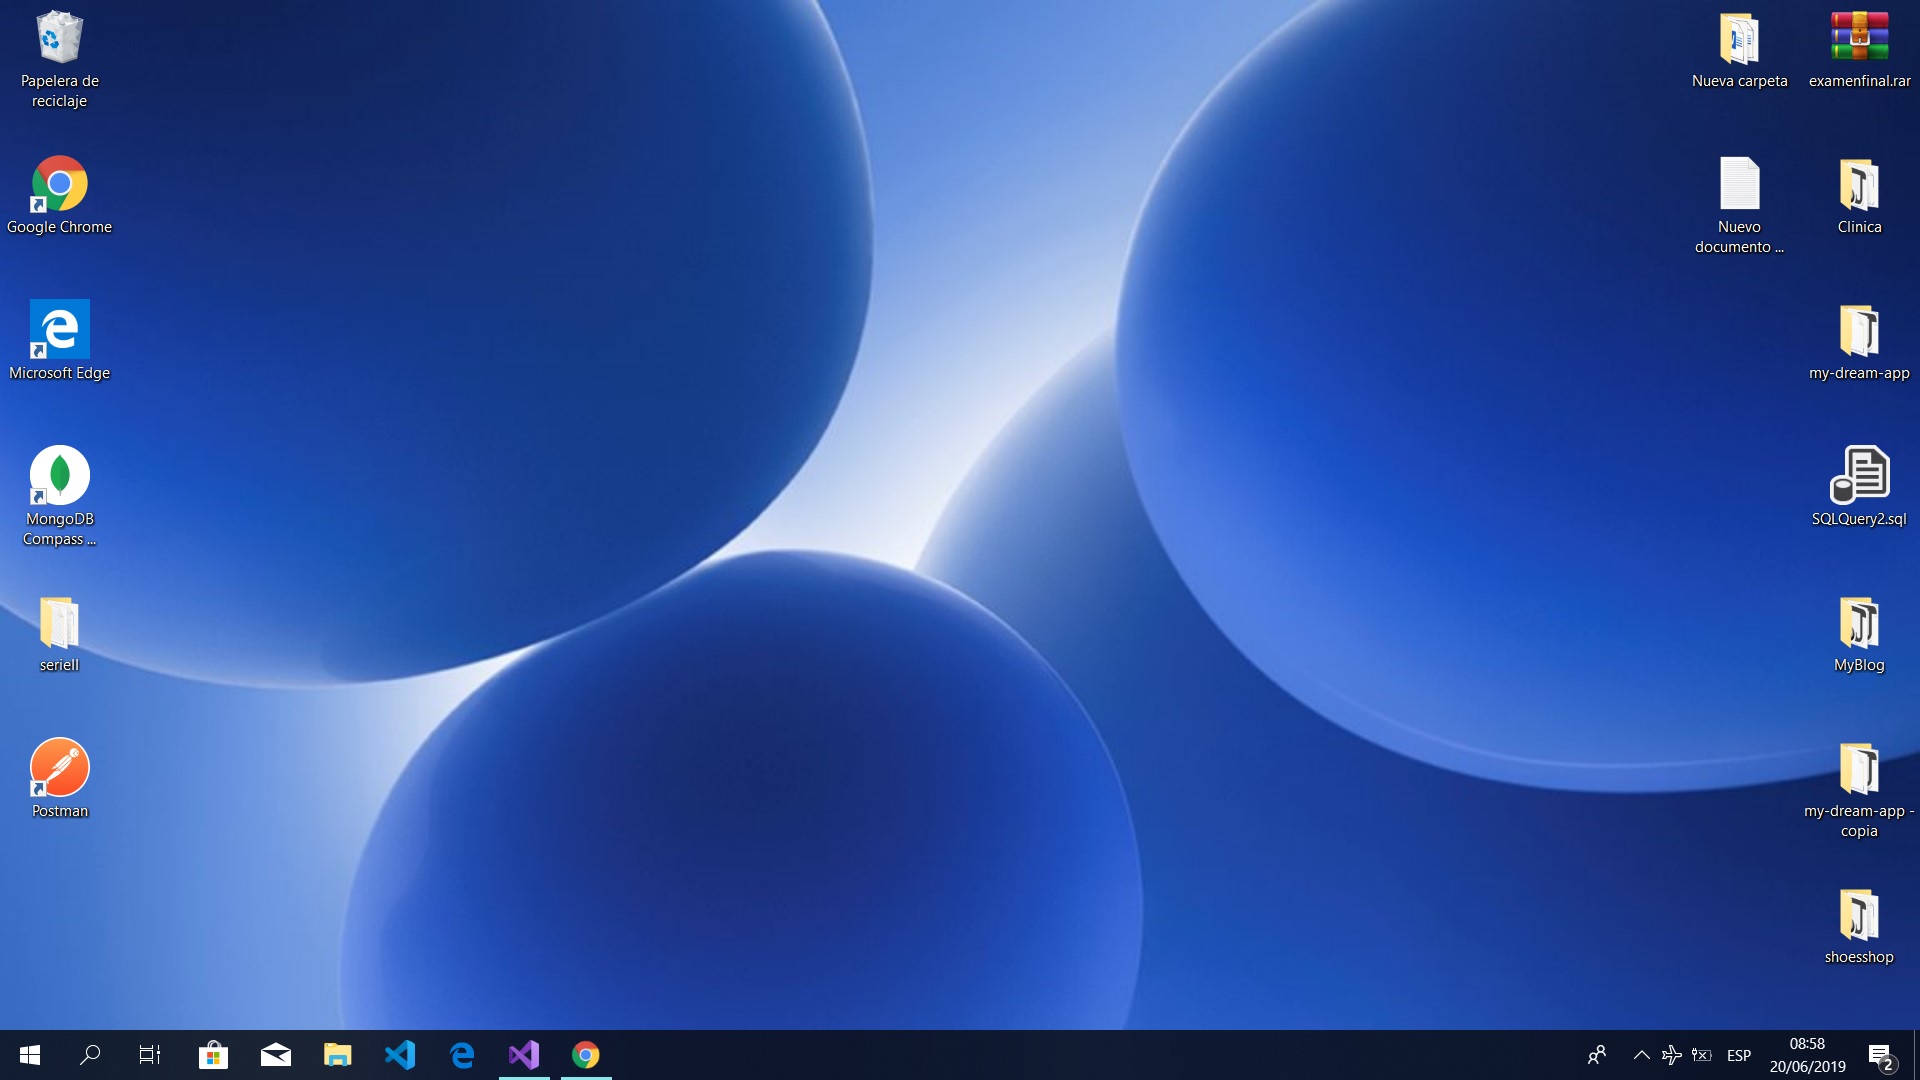 Papelera de
reciclaje
Google Chrome
Microsoft Edge
MongoDB
Compass ...
serieII
Postman
Nueva carpeta
examenfinal.rar
Nuevo
documento ...
Clinica
my-dream-app
SQLQuery2.sql
MyBlog
my-dream-app -
copia
shoesshop
ESP
08:58
20/06/2019
2